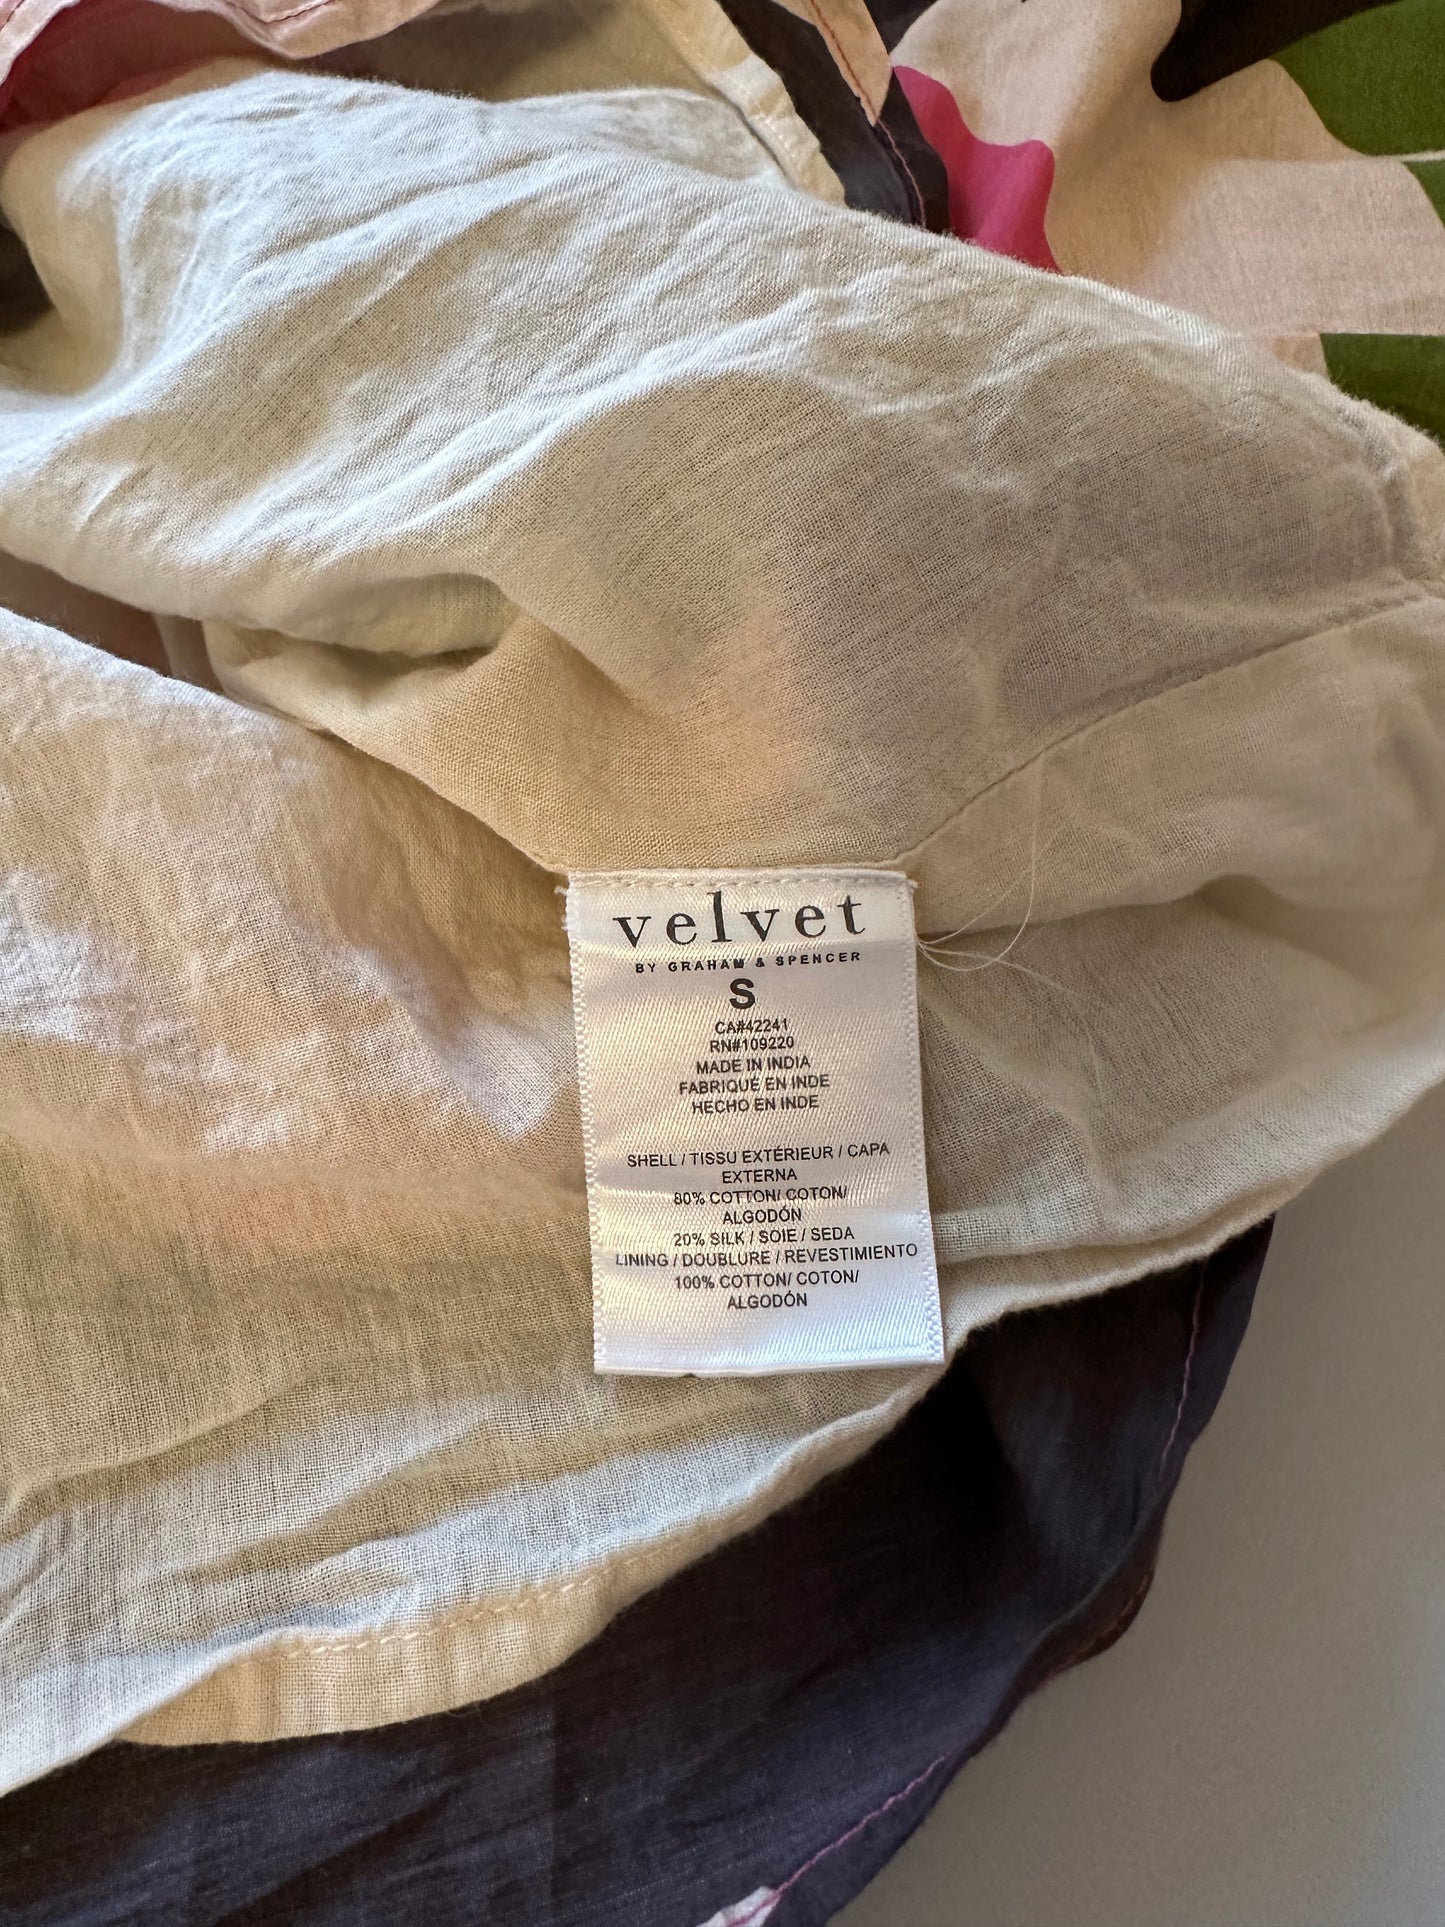 velvet
BY GRAHAM & SPENCER
S
CA#42241
RN#109220
MADE IN INDIA
FABRIQUÉ EN INDE
HECHO EN INDE
SHELL / TISSU EXTÉRIEUR / CAPA
EXTERNA
80% COTTON/ COTON/
ALGODÓN
20% SILK / SOIE / SEDA
LINING / DOUBLURE / REVESTIMIENTO
100% COTTON/ COTON/
ALGODÓN